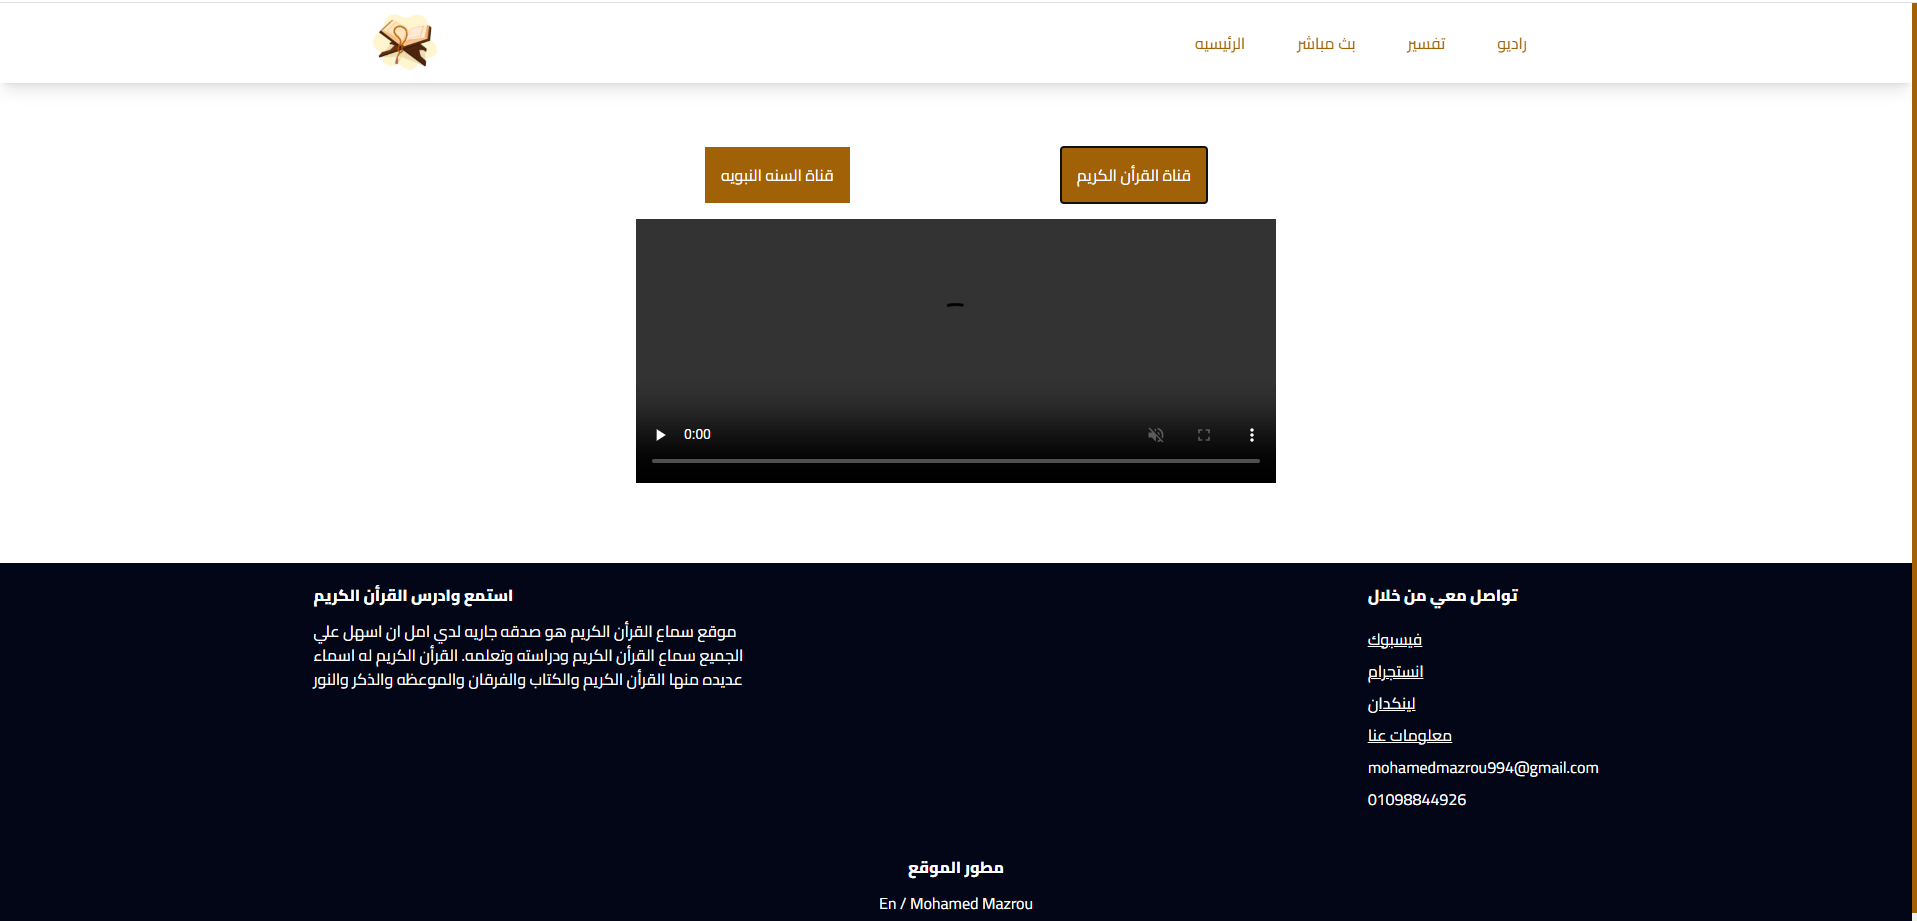 راديو
تفسير
بث مباشر
الرئيسيه
قناة القرأن الكريم
قناة السنه النبويه
0:00
تواصل معي من خلال
فيسبوك
انستجرام
لينكدان
معلومات عنا
mohamedmazrou994@gmail.com
01098844926
استمع وادرس القرأن الكريم
موقع سماع القرأن الكريم هو صدقه جاريه لدي امل ان اسهل علي
الجميع سماع القرأن الكريم ودراسته وتعلمه. القرأن الكريم له اسماء
عديده منها القرأن الكريم والكتاب والفرقان والموعظه والذكر والنور
مطور الموقع
En / Mohamed Mazrou